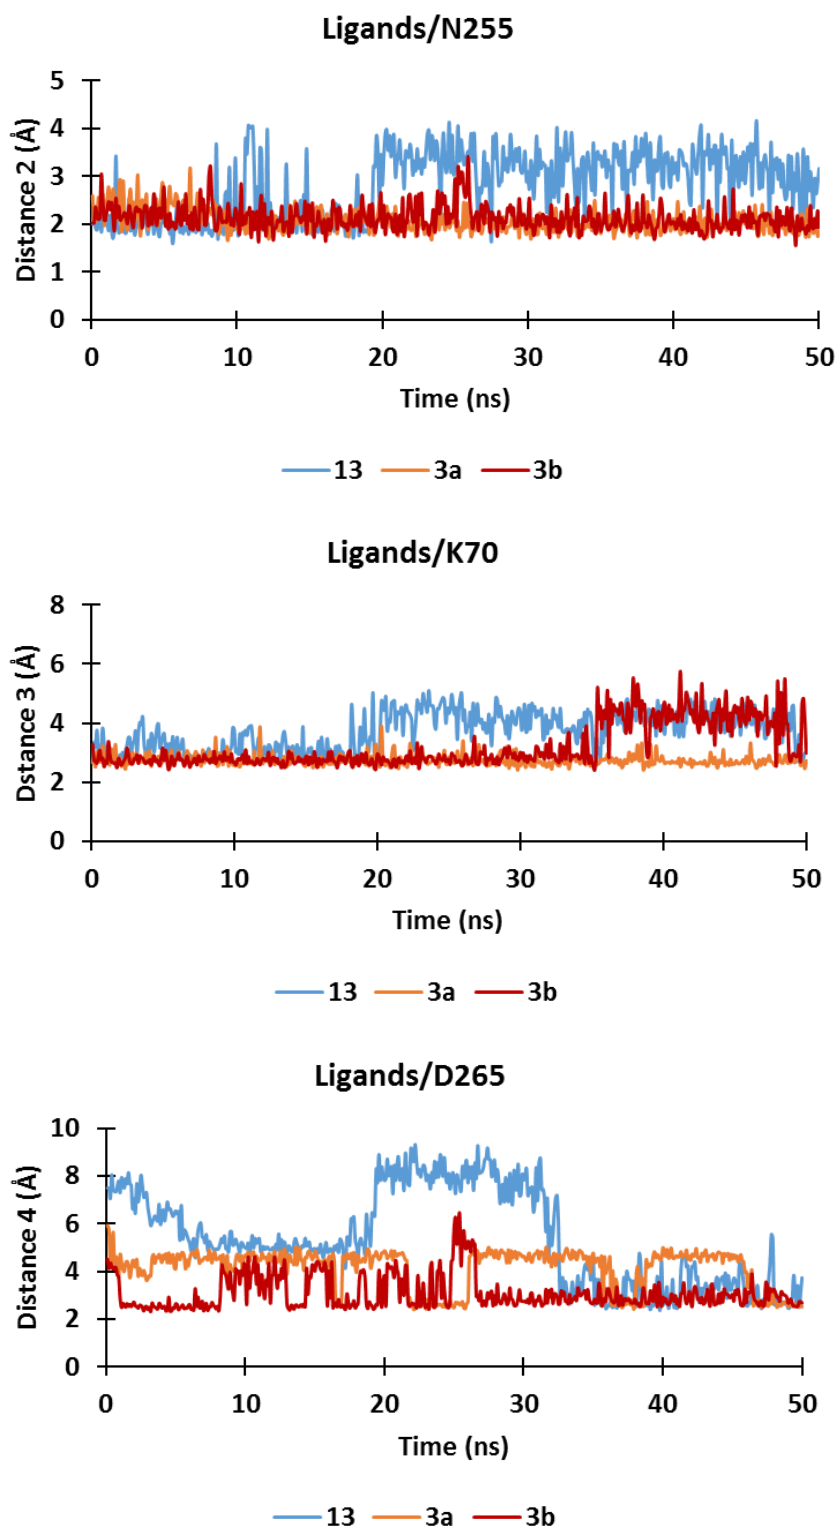 Ligands/N255
5
4
3
2
1
0
Distance 2 (Å)
0 10 20 30 40 50
Time (ns)
13 3a 3b
Ligands/K70
8
6
4
2
0
Dstance 3 (Å)
0 10 20 30 40 50
Time (ns)
13 3a 3b
Ligands/D265
10
8
6
4
2
0
Distance 4 (Å)
0 10 20 30 40 50
Time (ns)
13 3a 3b